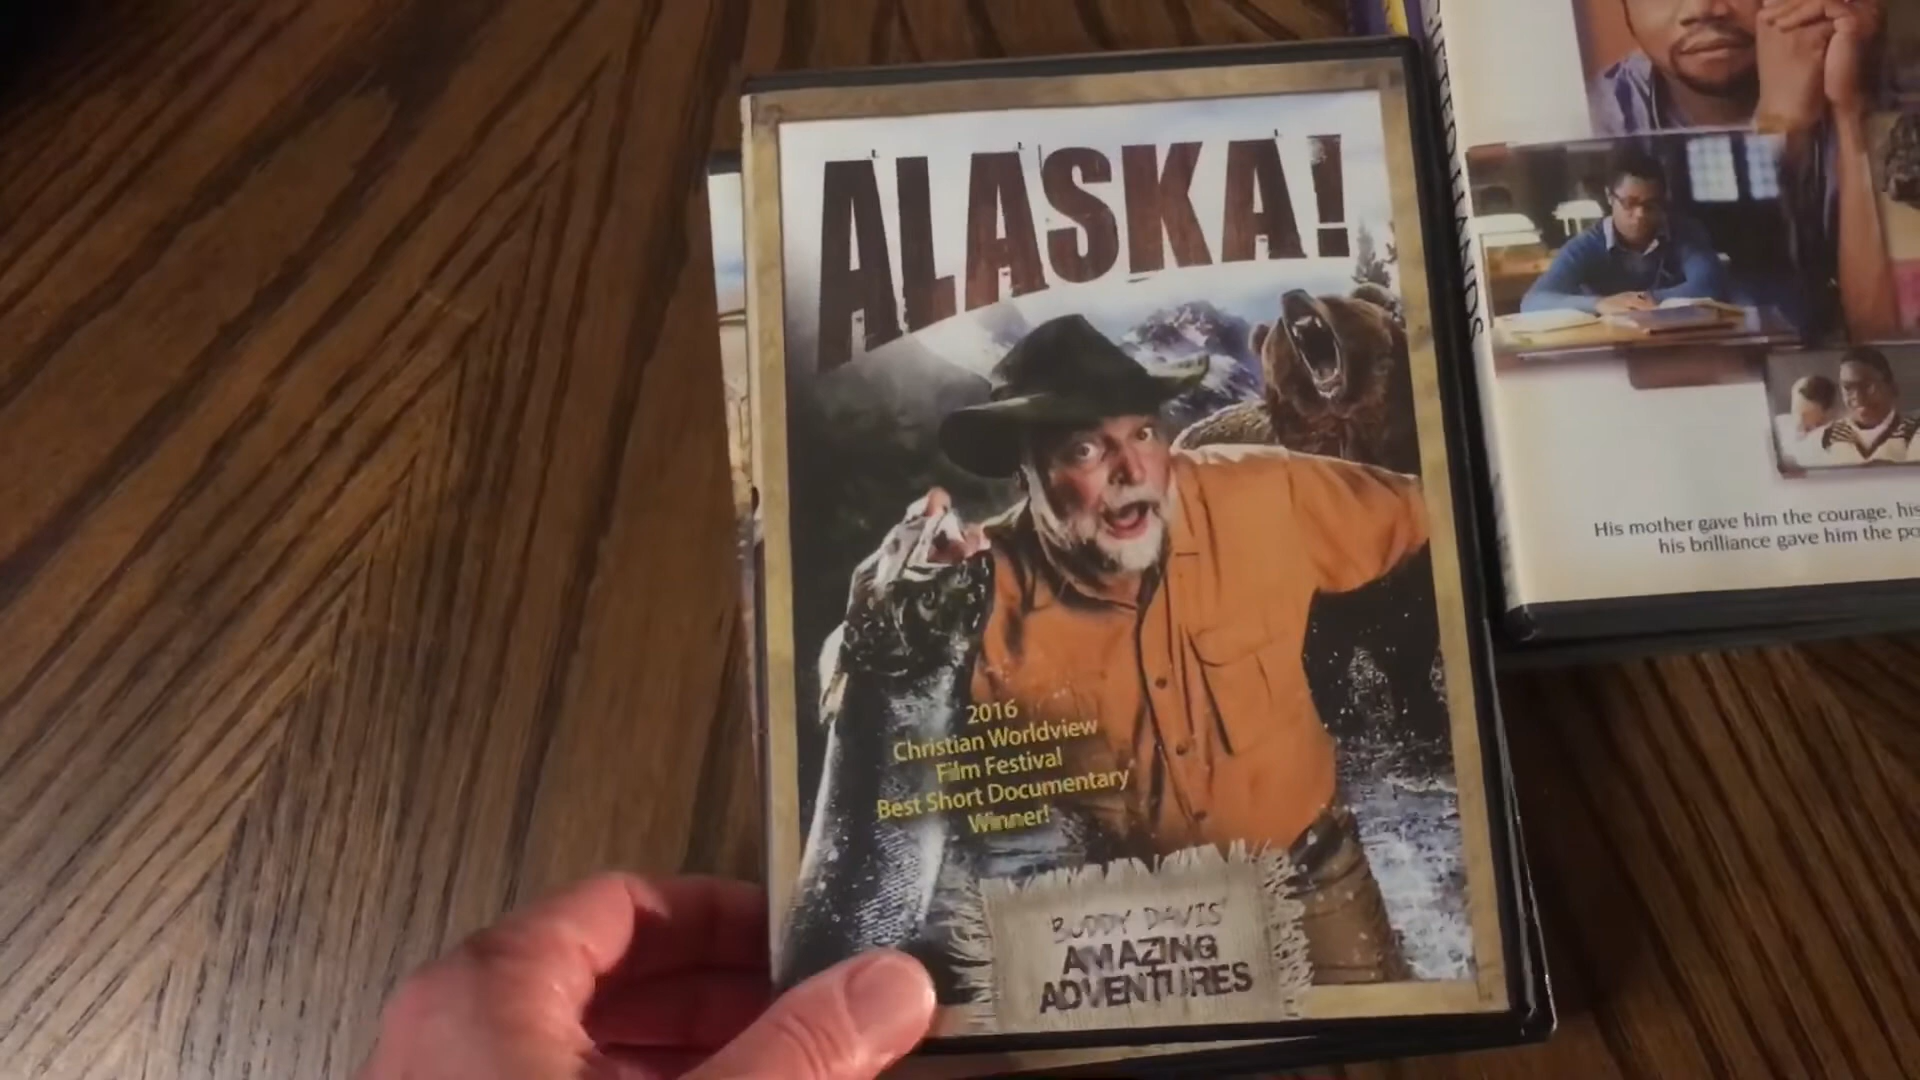 ALASKA!
2016
Christian Worldview
Film Festival
Best Short Documentary
Winner!
BUDDY DAVIS'
AMAZING
ADVENTURES
HANDS
His mother gave him the courage, his
his brilliance gave him the